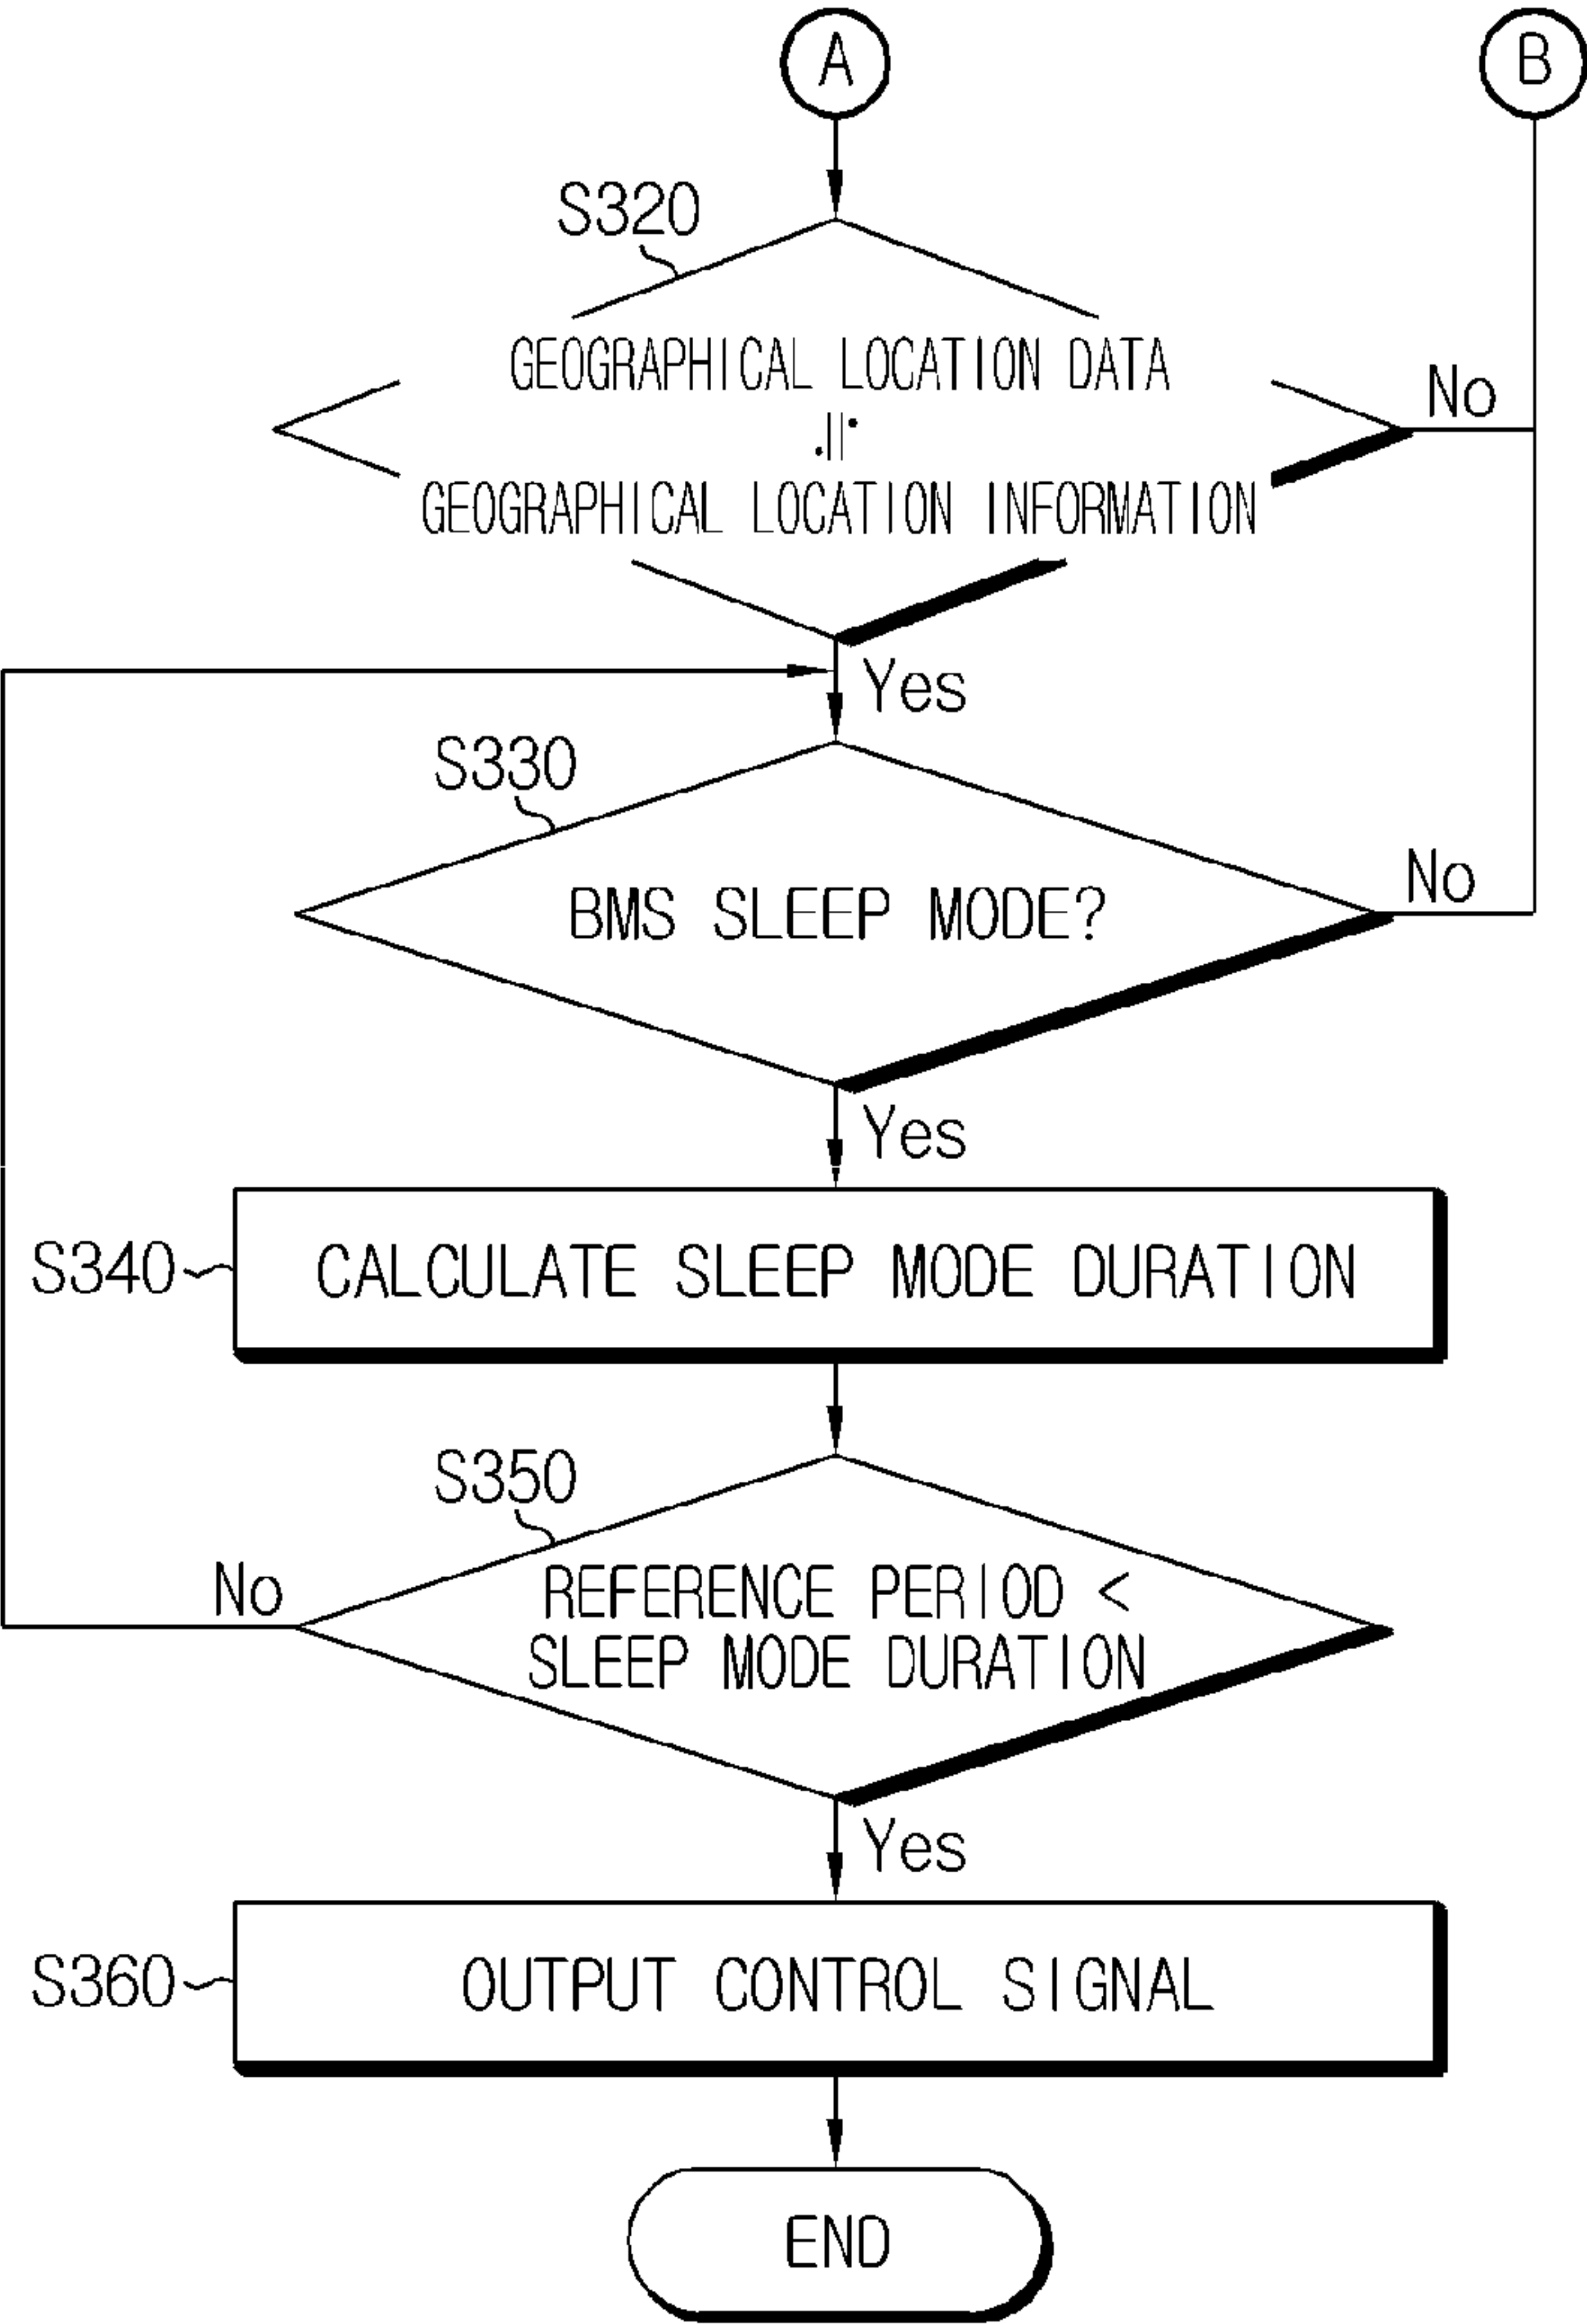 A
B
S320
GEOGRAPHICAL LOCATION DATA
≒
GEOGRAPHICAL LOCATION INFORMATION
No
Yes
S330
BMS SLEEP MODE?
No
Yes
S340
CALCULATE SLEEP MODE DURATION
S350
No
REFERENCE PERIOD <
SLEEP MODE DURATION
Yes
S360
OUTPUT CONTROL SIGNAL
END